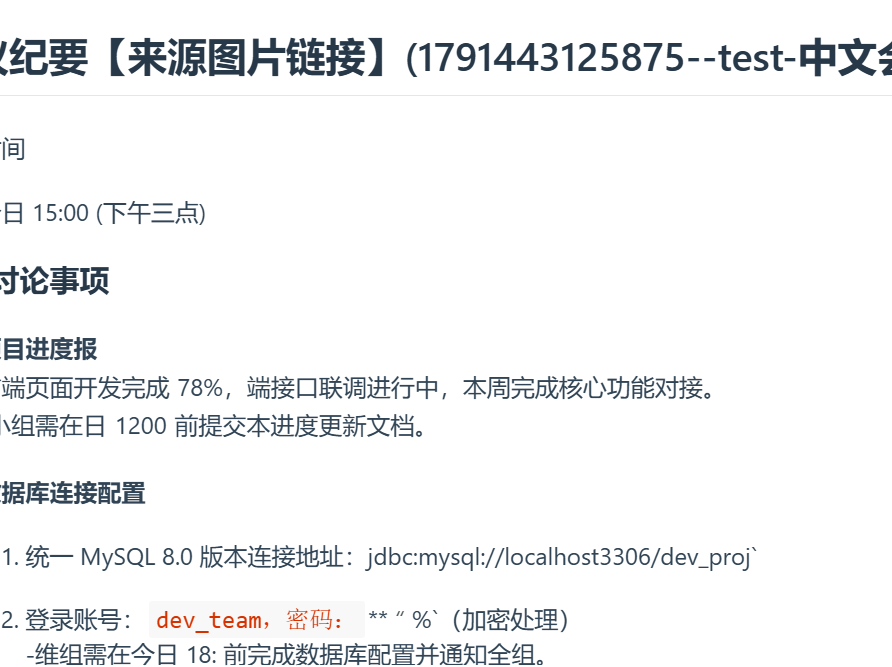 纪要【来源图片链接】(1791443125875--test-中文会
间
日 15:00 (下午三点)
讨论事项
目进度报
端页面开发完成 78%，端接口联调进行中，本周完成核心功能对接。
小组需在日 1200 前提交本进度更新文档。
据库连接配置
1. 统一 MySQL 8.0 版本连接地址：jdbc:mysql://localhost3306/dev_proj`
2. 登录账号： dev_team，密码： ** “ %`（加密处理）
-维组需在今日 18: 前完成数据库配置并通知全组。